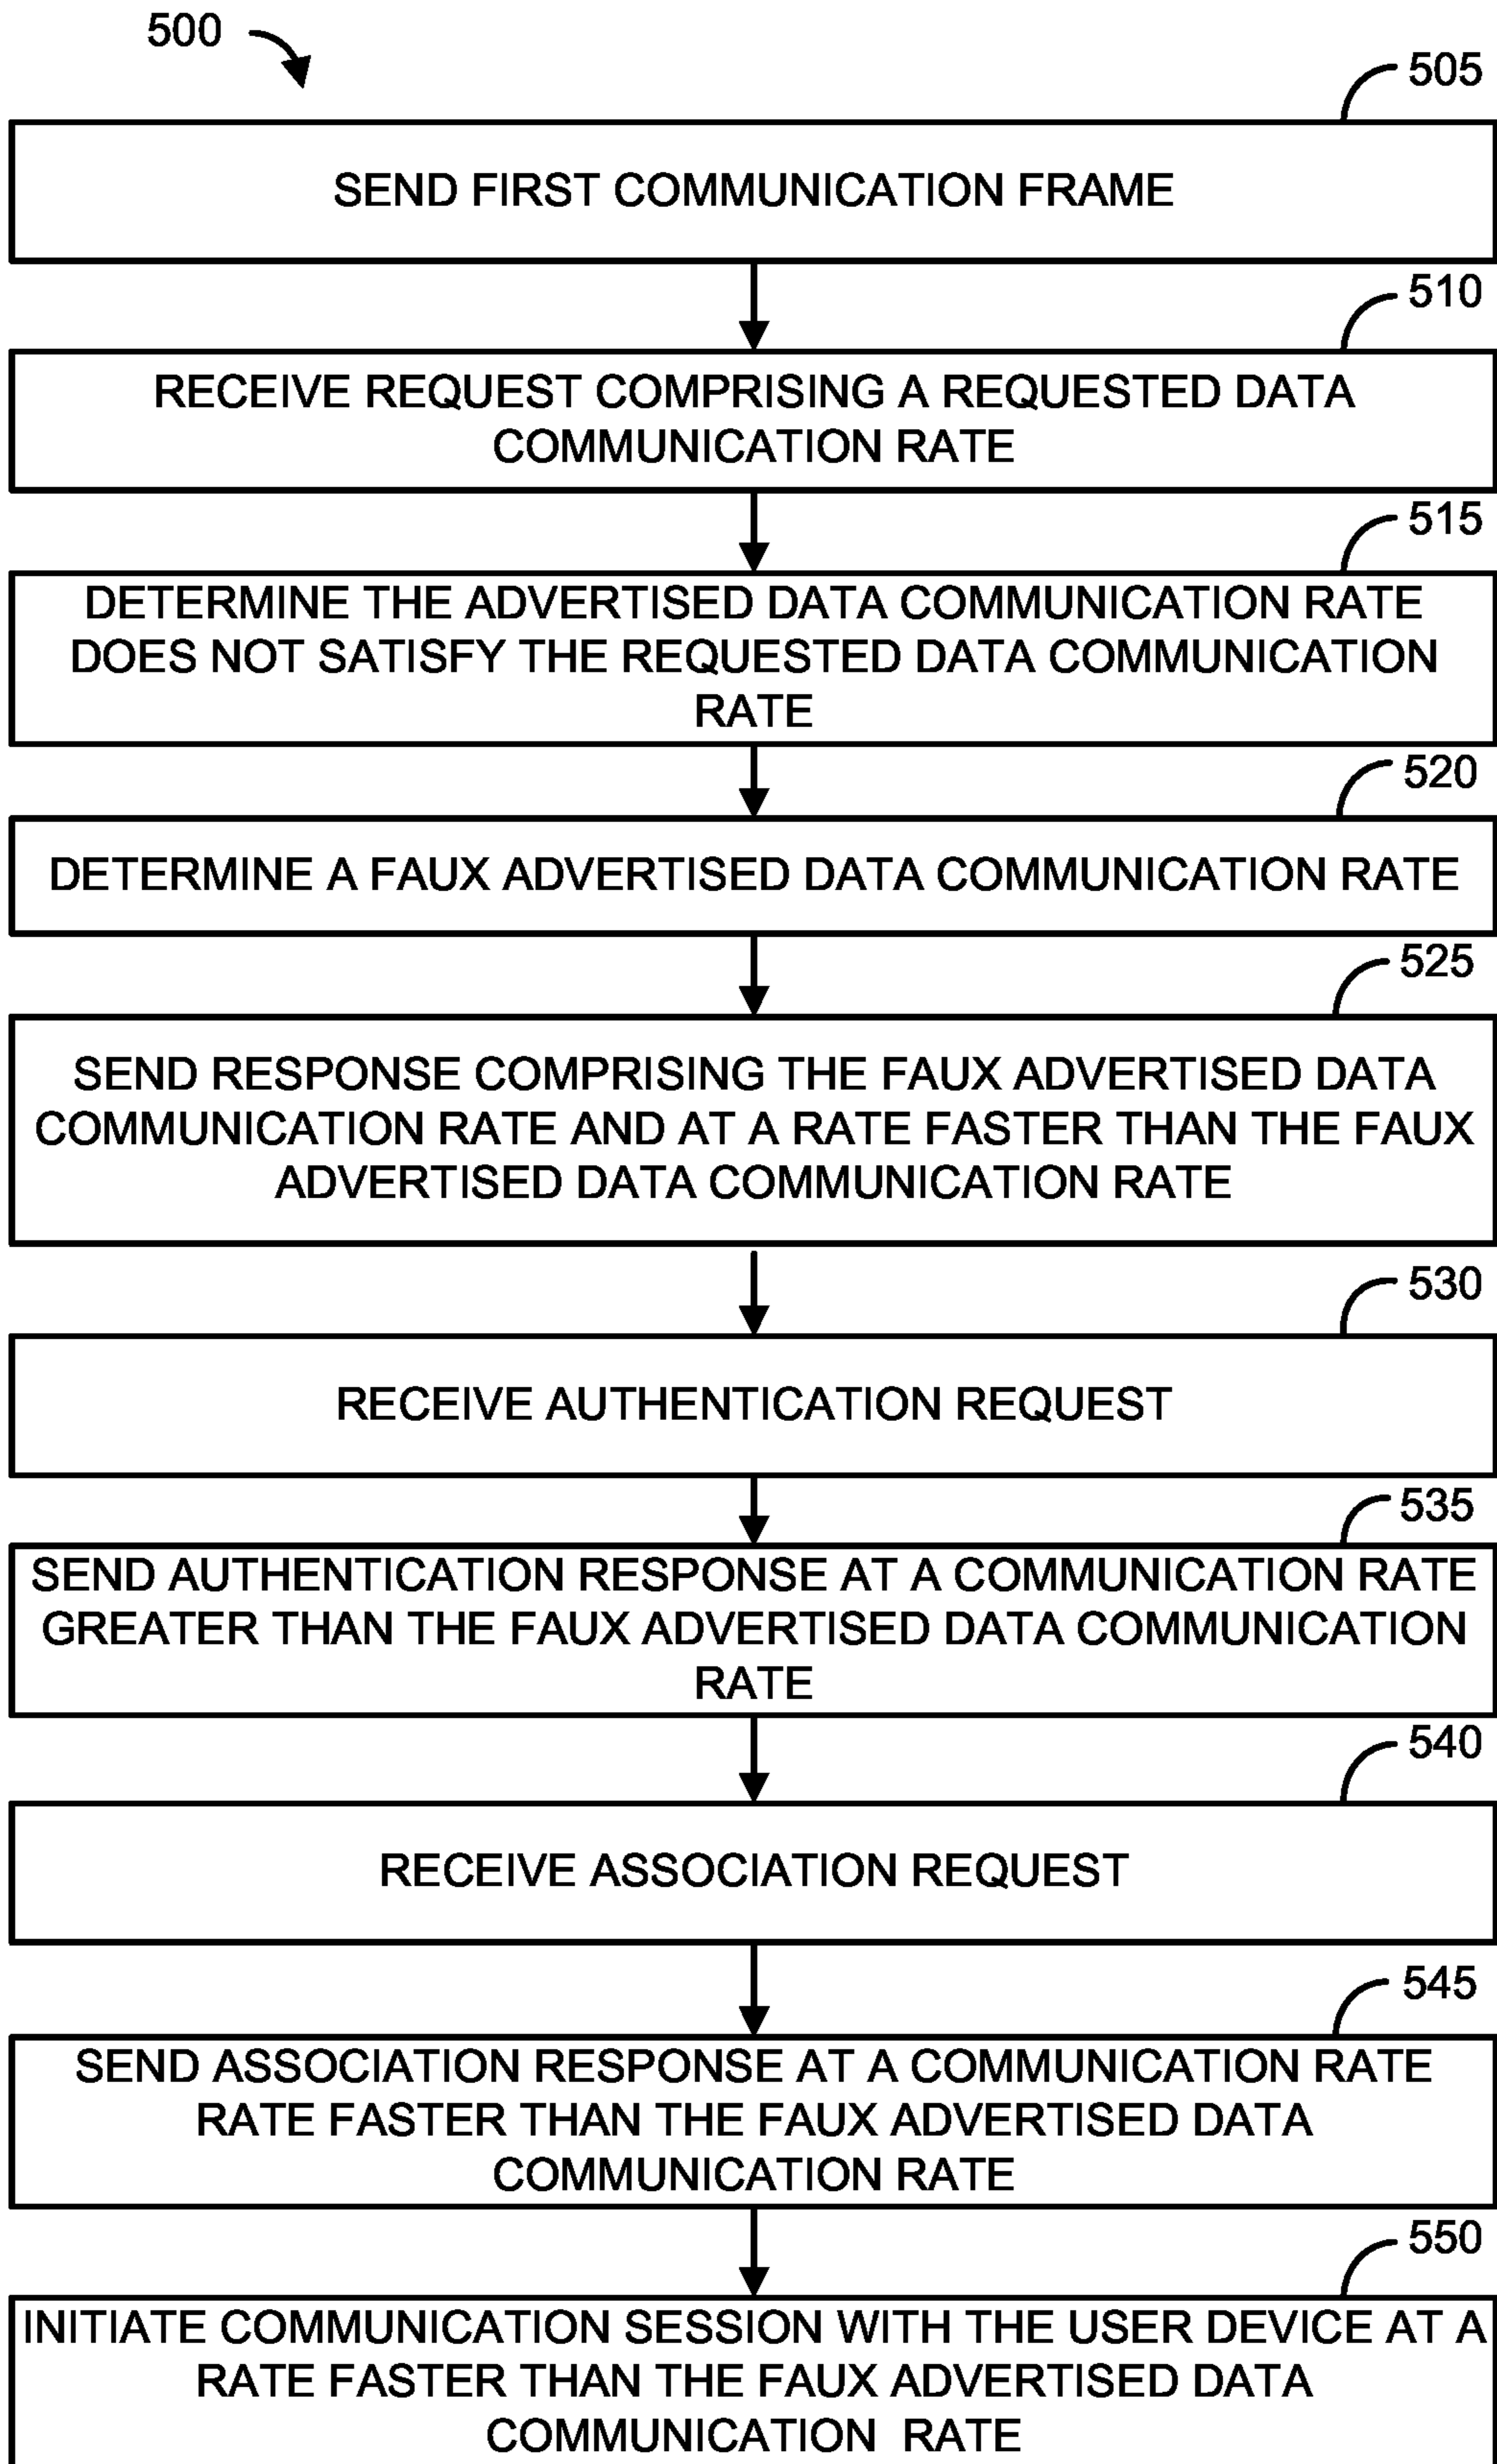 500
505
SEND FIRST COMMUNICATION FRAME
510
RECEIVE REQUEST COMPRISING A REQUESTED DATA
COMMUNICATION RATE
515
DETERMINE THE ADVERTISED DATA COMMUNICATION RATE
DOES NOT SATISFY THE REQUESTED DATA COMMUNICATION
RATE
520
DETERMINE A FAUX ADVERTISED DATA COMMUNICATION RATE
525
SEND RESPONSE COMPRISING THE FAUX ADVERTISED DATA
COMMUNICATION RATE AND AT A RATE FASTER THAN THE FAUX
ADVERTISED DATA COMMUNICATION RATE
530
RECEIVE AUTHENTICATION REQUEST
535
SEND AUTHENTICATION RESPONSE AT A COMMUNICATION RATE
GREATER THAN THE FAUX ADVERTISED DATA COMMUNICATION
RATE
540
RECEIVE ASSOCIATION REQUEST
545
SEND ASSOCIATION RESPONSE AT A COMMUNICATION RATE
RATE FASTER THAN THE FAUX ADVERTISED DATA
COMMUNICATION RATE
550
INITIATE COMMUNICATION SESSION WITH THE USER DEVICE AT A
RATE FASTER THAN THE FAUX ADVERTISED DATA
COMMUNICATION RATE